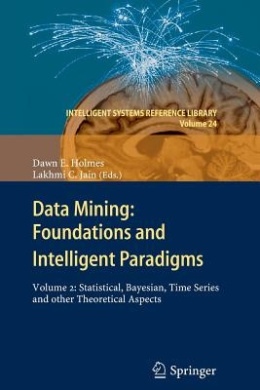 INTELLIGENT SYSTEMS REFERENCE LIBRARY
Volume 24
Dawn E. Holmes
Lakhmi C. Jain (Eds.)
Data Mining:
Foundations and
Intelligent Paradigms
Volume 2: Statistical, Bayesian, Time Series
and other Theoretical Aspects
Springer